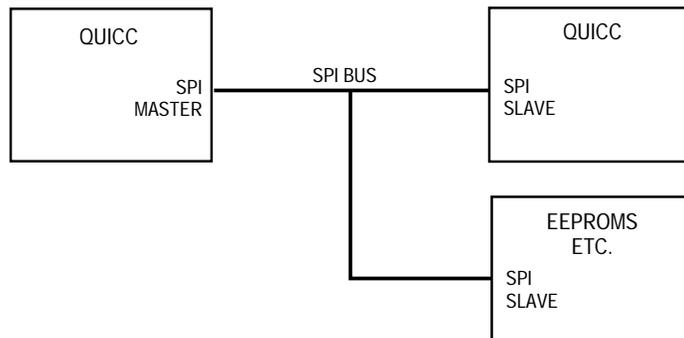 QUICC
SPI
MASTER
SPI BUS
QUICC
SPI
SLAVE
EEPROMS
ETC.
SPI
SLAVE